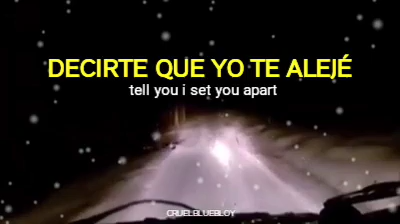 DECIRTE QUE YO TE ALEJÉ
tell you i set you apart
CRUELBLUEBLOY